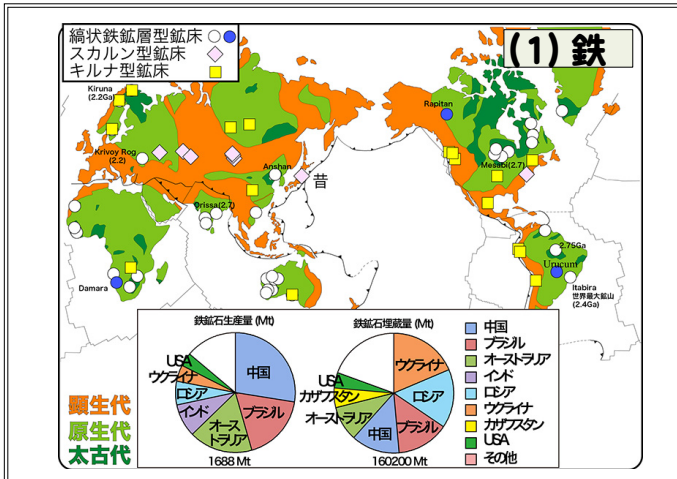 縞状鉄鉱層型鉱床
スカルン型鉱床
キルナ型鉱床
(1) 鉄
Kiruna
(2.2Ga)
Rapitan
Krivoy Rog
(2.2)
Anshan
昔
Mesabi(2.7)
Orissa(2.7)
2.75Ga
Urucum
Damara
Itabira
世界最大鉱山
(2.4Ga)
顕生代
原生代
太古代
鉄鉱石生産量 (Mt)
USA
ウクライナ
ロシア
インド
オース
トラリア
ブラジル
中国
1688 Mt
鉄鉱石埋蔵量 (Mt)
USA
カザフスタン
オーストラリア
中国
ブラジル
ロシア
ウクライナ
160200 Mt
中国
ブラジル
オーストラリア
インド
ロシア
ウクライナ
カザフスタン
USA
その他